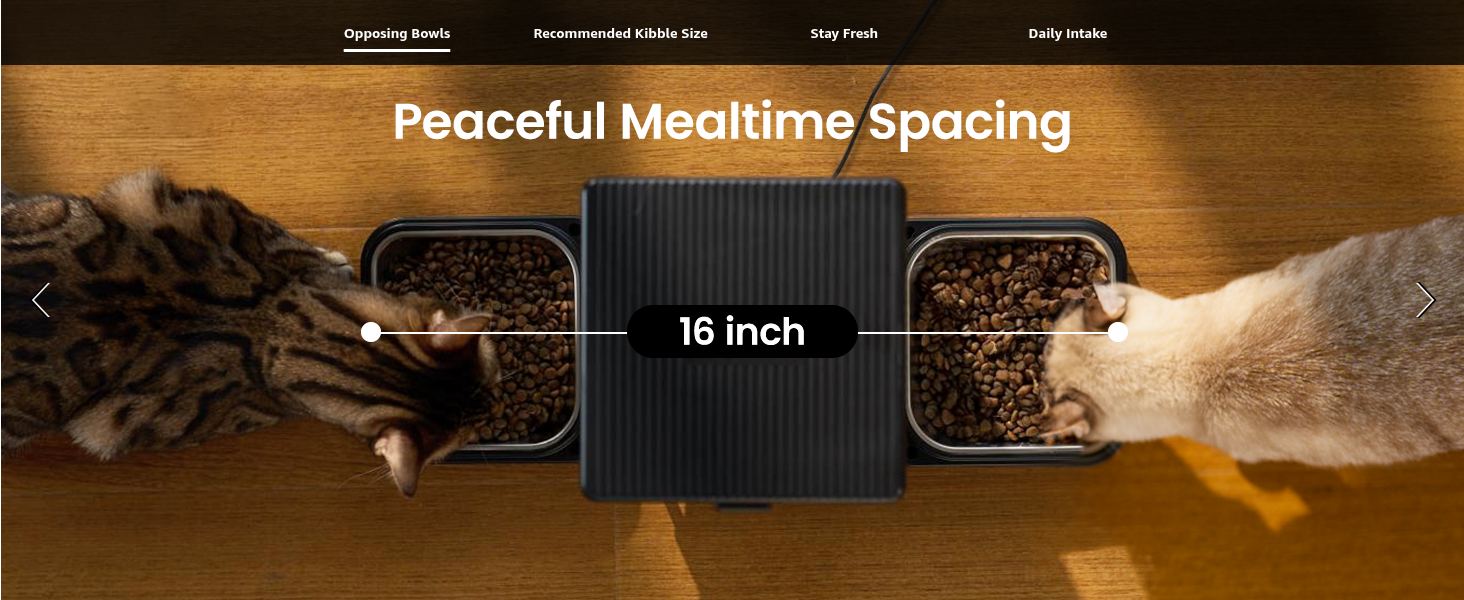 Opposing Bowls
Recommended Kibble Size
Stay Fresh
Daily Intake
Peaceful Mealtime Spacing
16 inch